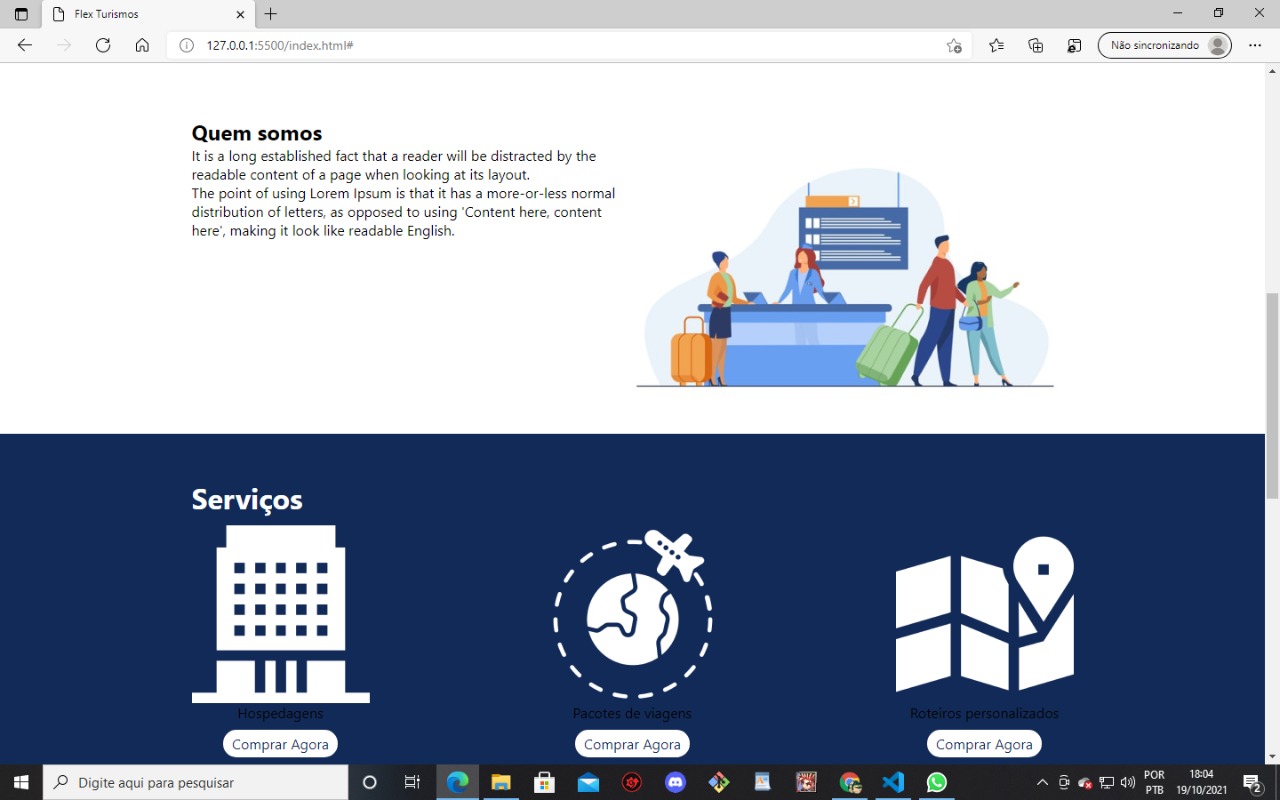 Flex Turismos
127.0.0.1:5500/index.html#
Não sincronizando
Quem somos
It is a long established fact that a reader will be distracted by the
readable content of a page when looking at its layout.
The point of using Lorem Ipsum is that it has a more-or-less normal
distribution of letters, as opposed to using 'Content here, content
here', making it look like readable English.
Serviços
Hospedagens
Pacotes de viagens
Roteiros personalizados
Comprar Agora
Comprar Agora
Comprar Agora
Digite aqui para pesquisar
POR
PTB
18:04
19/10/2021
2